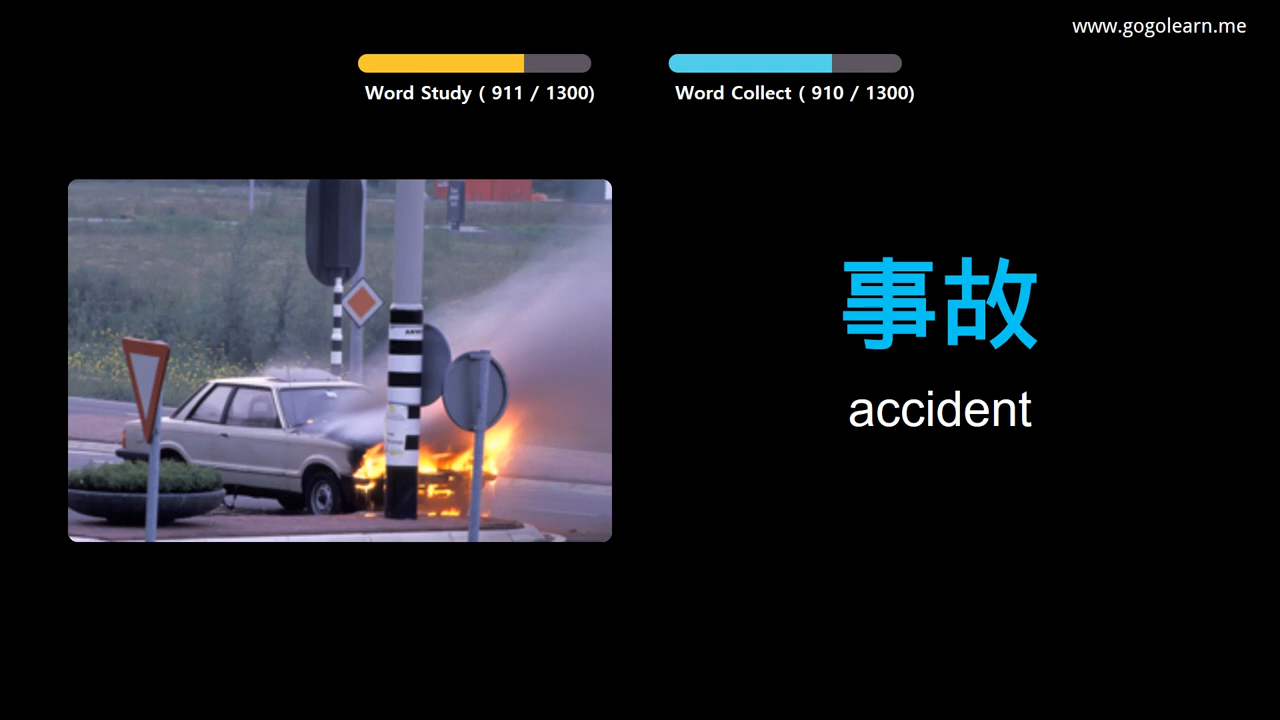 www.gogolearn.me
Word Study ( 911 / 1300)
Word Collect ( 910 / 1300)
事故
accident